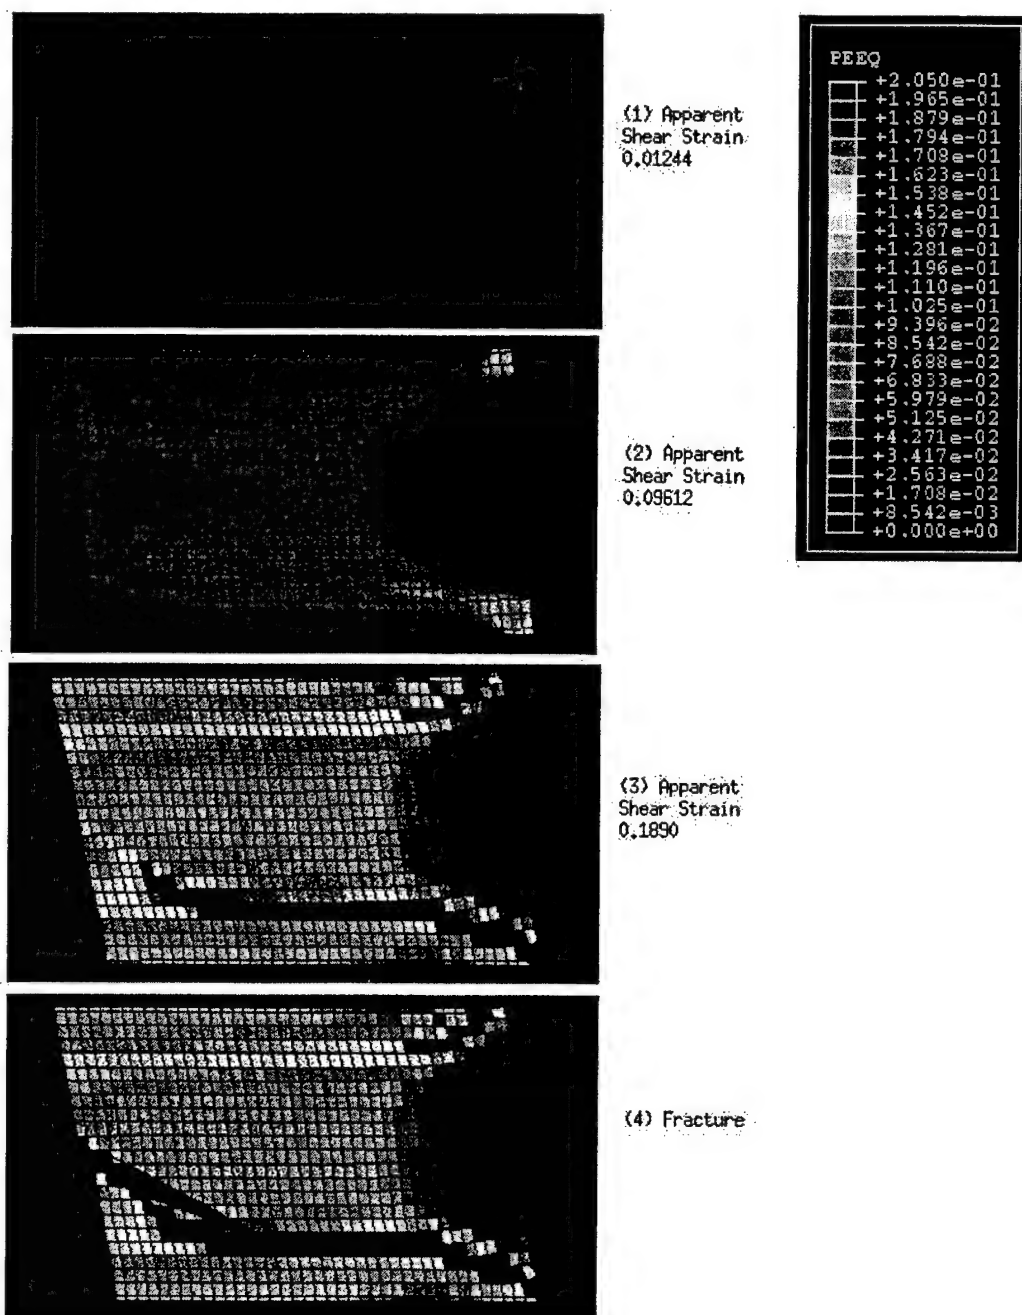 (1) Apparent
Shear Strain
0.01244
PEEQ
+2.050e-01
+1.965e-01
+1.879e-01
+1.794e-01
+1.708e-01
+1.623e-01
+1.538e-01
+1.452e-01
+1.367e-01
+1.281e-01
+1.196e-01
+1.110e-01
+1.025e-01
+9.396e-02
+8.542e-02
+7.688e-02
+6.833e-02
+5.979e-02
+5.125e-02
+4.271e-02
+3.417e-02
+2.563e-02
+1.708e-02
+8.542e-03
+0.000e+00
(2) Apparent
Shear Strain
0.09612
(3) Apparent
Shear Strain
0.1890
(4) Fracture